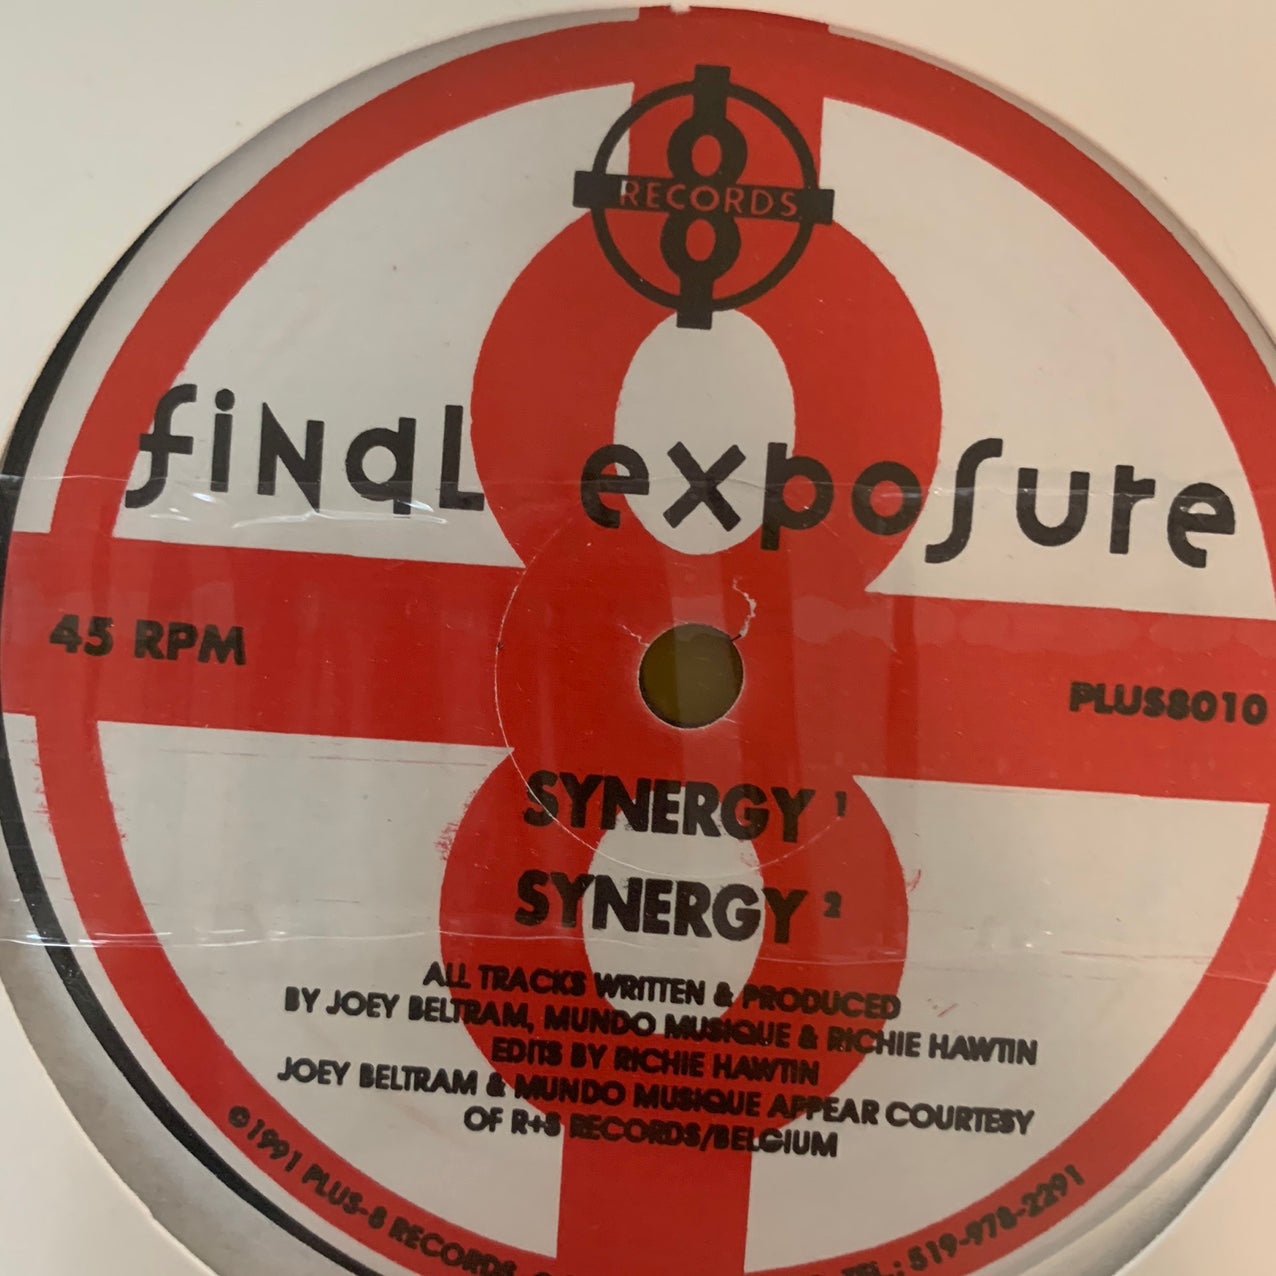 8
RECORDS
8
fiNaL exposure
45 RPM
PLUS8010
SYNERGY 1
SYNERGY 2
ALL TRACKS WRITTEN & PRODUCED
BY JOEY BELTRAM, MUNDO MUSIQUE & RICHIE HAWTIN
EDITS BY RICHIE HAWTIN
JOEY BELTRAM & MUNDO MUSIQUE APPEAR COURTESY
OF R+S RECORDS/BELGIUM
©1991 PLUS-8 RECORDS, TEL.: 519-978-2291